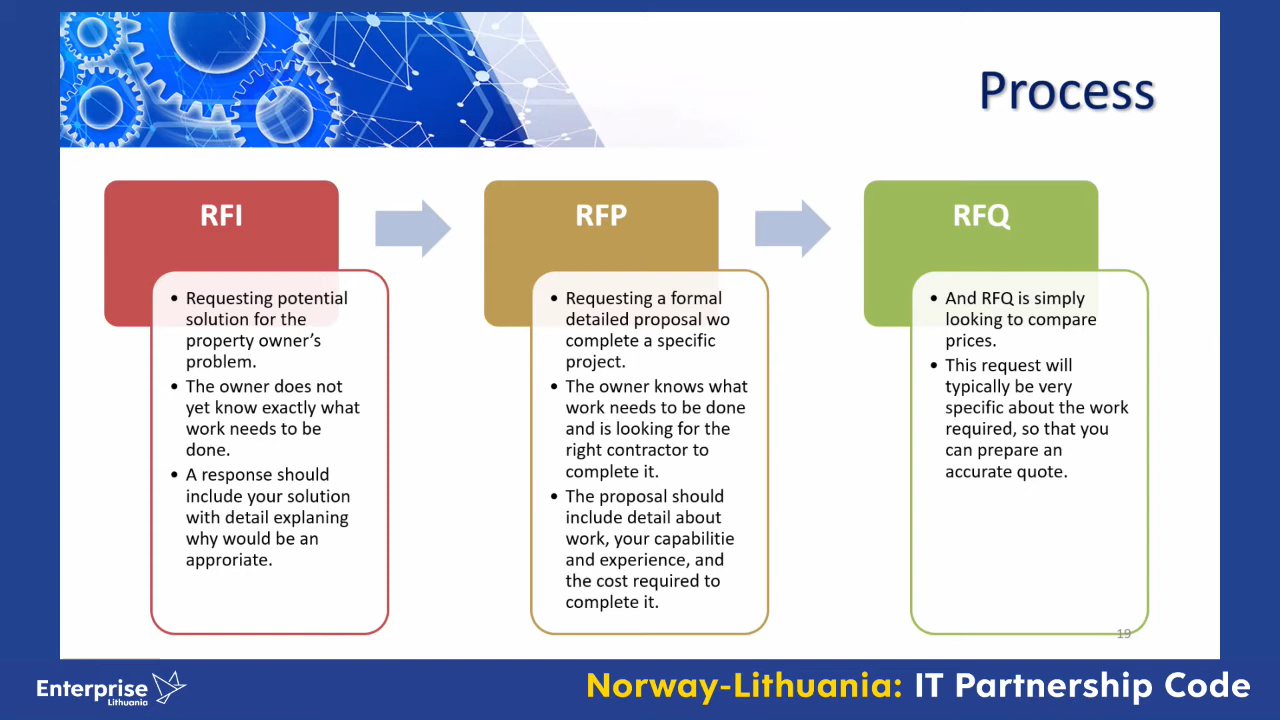 Process
RFI
• Requesting potential
solution for the
property owner's
problem.
• The owner does not
yet know exactly what
work needs to be
done.
• A response should
include your solution
with detail explaning
why would be an
approriate.
RFP
• Requesting a formal
detailed proposal wo
complete a specific
project.
• The owner knows what
work needs to be done
and is looking for the
right contractor to
complete it.
• The proposal should
include detail about
work, your capabilitie
and experience, and
the cost required to
complete it.
RFQ
• And RFQ is simply
looking to compare
prices.
• This request will
typically be very
specific about the work
required, so that you
can prepare an
accurate quote.
19
Enterprise
Lithuania
Norway-Lithuania: IT Partnership Code